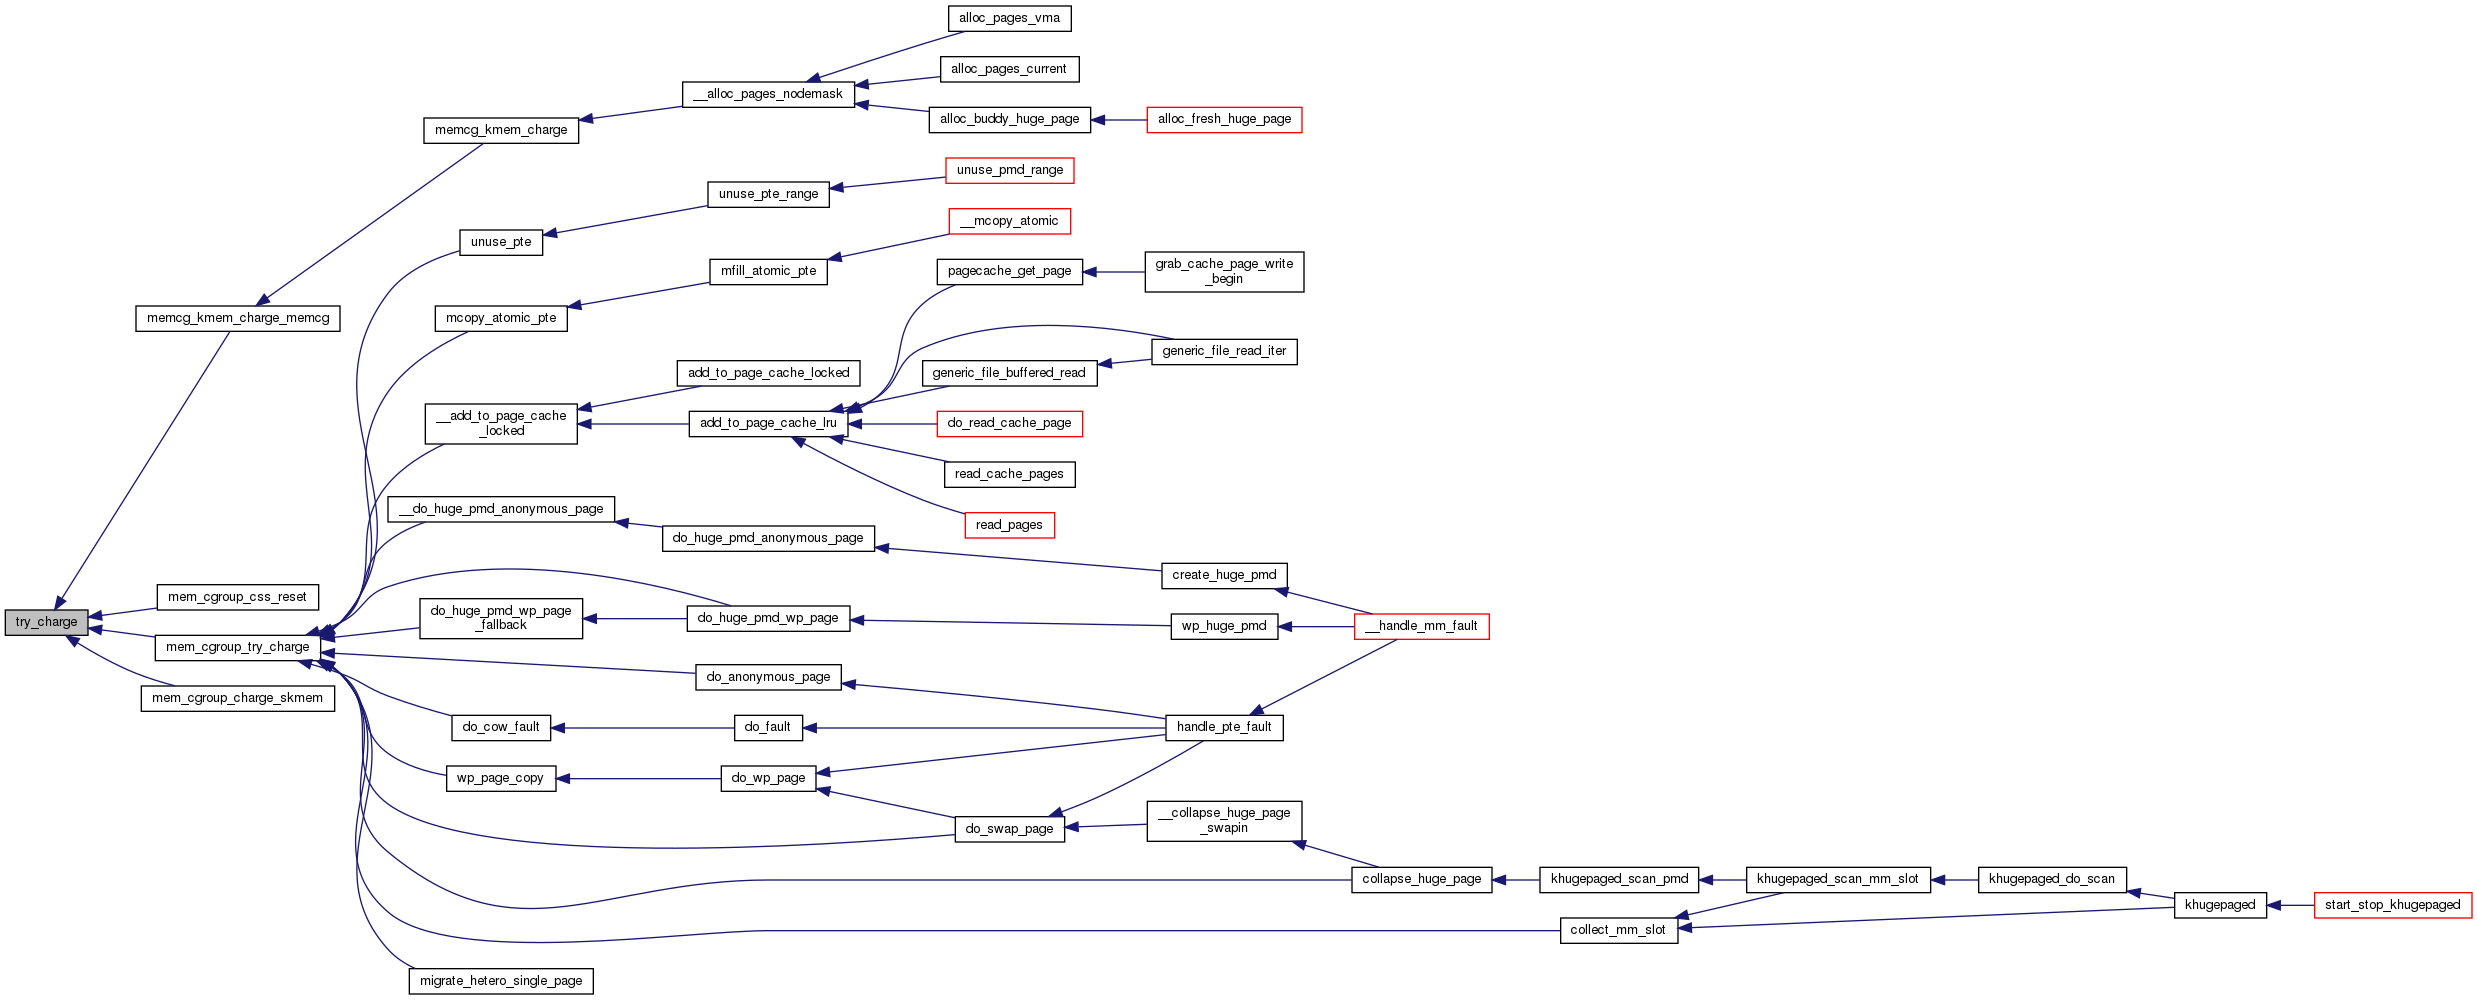 alloc_pages_vma
alloc_pages_current
__alloc_pages_nodemask
alloc_buddy_huge_page
alloc_fresh_huge_page
memcg_kmem_charge
unuse_pmd_range
unuse_pte_range
__mcopy_atomic
unuse_pte
mfill_atomic_pte
pagecache_get_page
grab_cache_page_write
_begin
memcg_kmem_charge_memcg
mcopy_atomic_pte
generic_file_read_iter
add_to_page_cache_locked
generic_file_buffered_read
__add_to_page_cache
_locked
add_to_page_cache_lru
do_read_cache_page
read_cache_pages
__do_huge_pmd_anonymous_page
read_pages
do_huge_pmd_anonymous_page
create_huge_pmd
mem_cgroup_css_reset
try_charge
do_huge_pmd_wp_page
_fallback
do_huge_pmd_wp_page
wp_huge_pmd
__handle_mm_fault
mem_cgroup_try_charge
do_anonymous_page
mem_cgroup_charge_skmem
do_cow_fault
do_fault
handle_pte_fault
wp_page_copy
do_wp_page
do_swap_page
__collapse_huge_page
_swapin
collapse_huge_page
khugepaged_scan_pmd
khugepaged_scan_mm_slot
khugepaged_do_scan
khugepaged
start_stop_khugepaged
collect_mm_slot
migrate_hetero_single_page